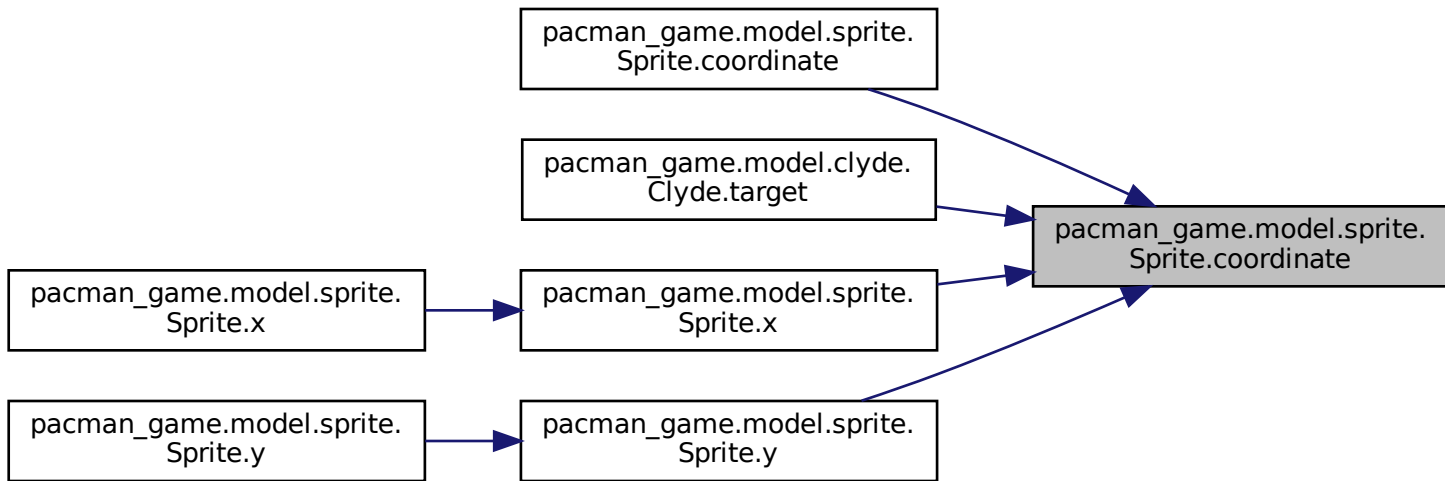 pacman_game.model.sprite.
Sprite.coordinate
pacman_game.model.clyde.
Clyde.target
pacman_game.model.sprite.
Sprite.coordinate
pacman_game.model.sprite.
Sprite.x
pacman_game.model.sprite.
Sprite.x
pacman_game.model.sprite.
Sprite.y
pacman_game.model.sprite.
Sprite.y